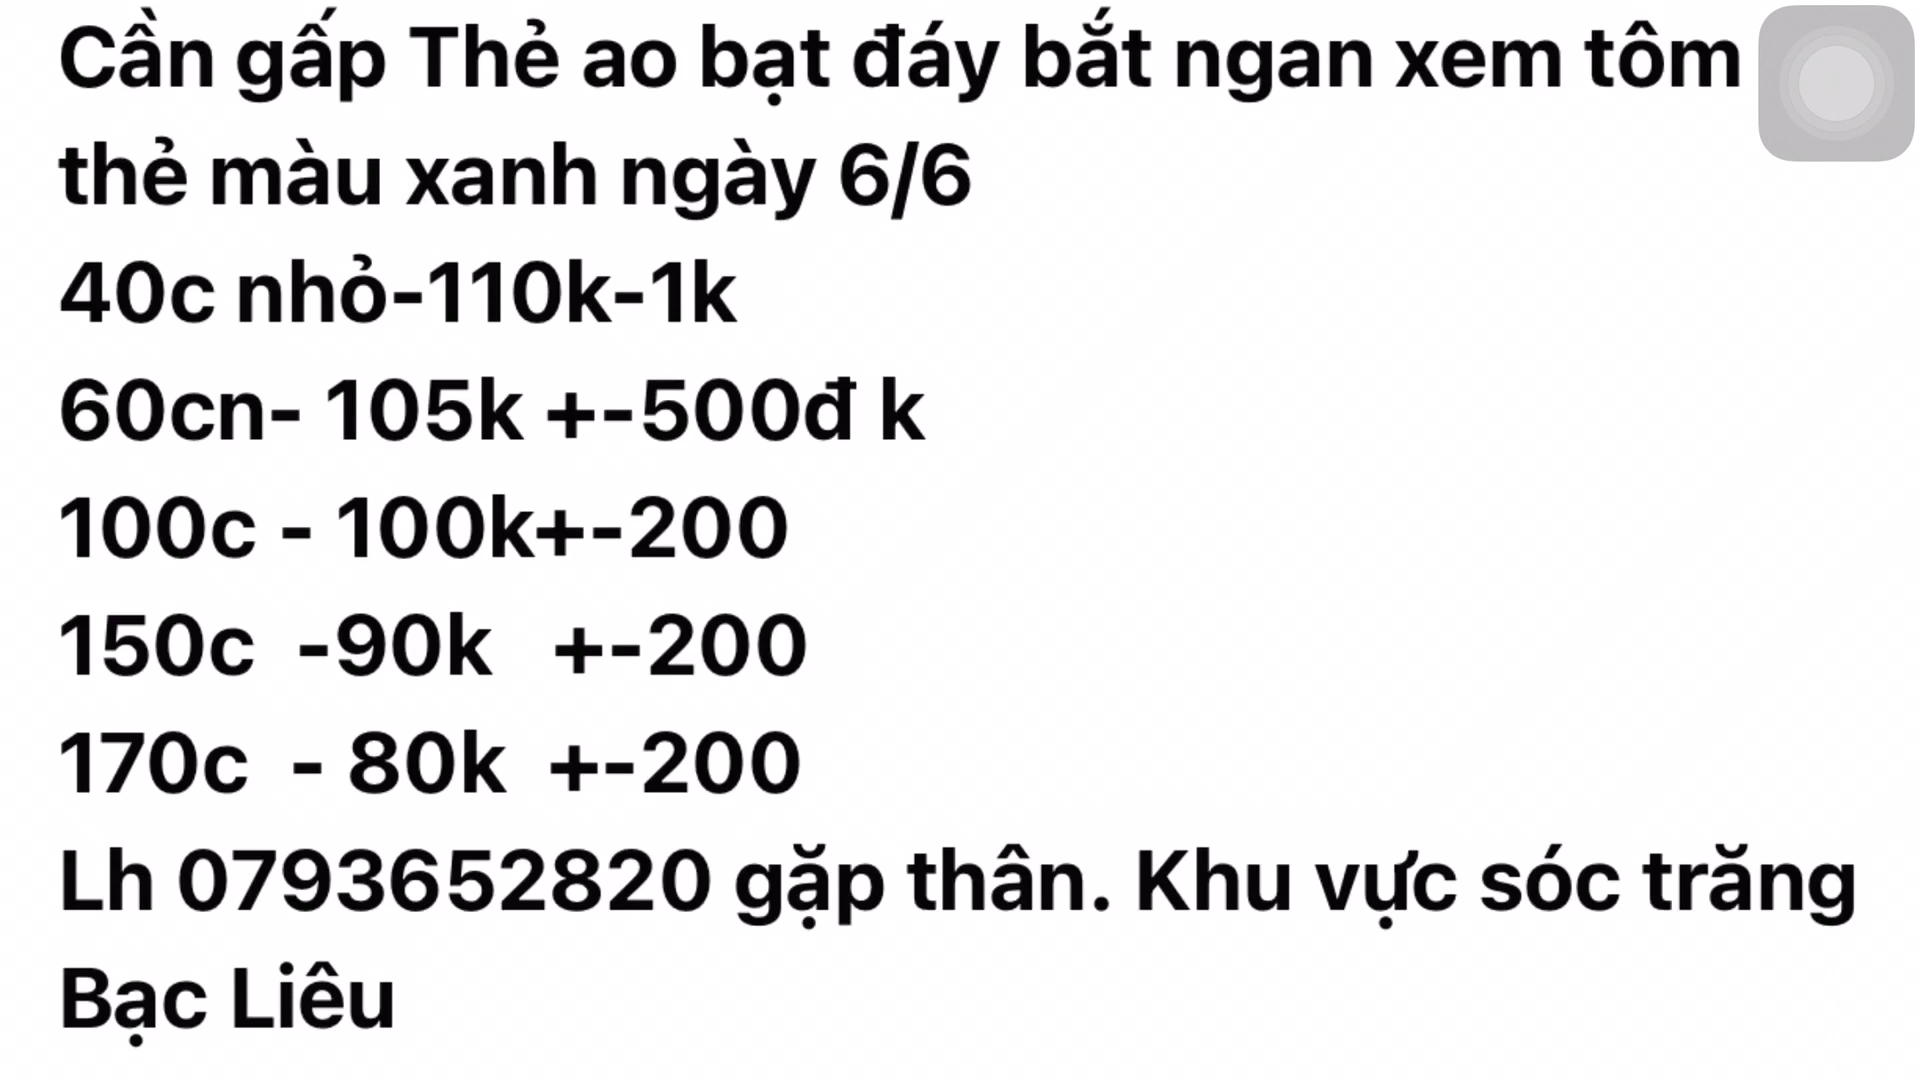 Cần gấp Thẻ ao bạt đáy bắt ngan xem tôm
thẻ màu xanh ngày 6/6
40c nhỏ-110k-1k
60cn- 105k +-500đ k
100c - 100k+-200
150c  -90k   +-200
170c  - 80k  +-200
Lh 0793652820 gặp thân. Khu vực sóc trăng
Bạc Liêu